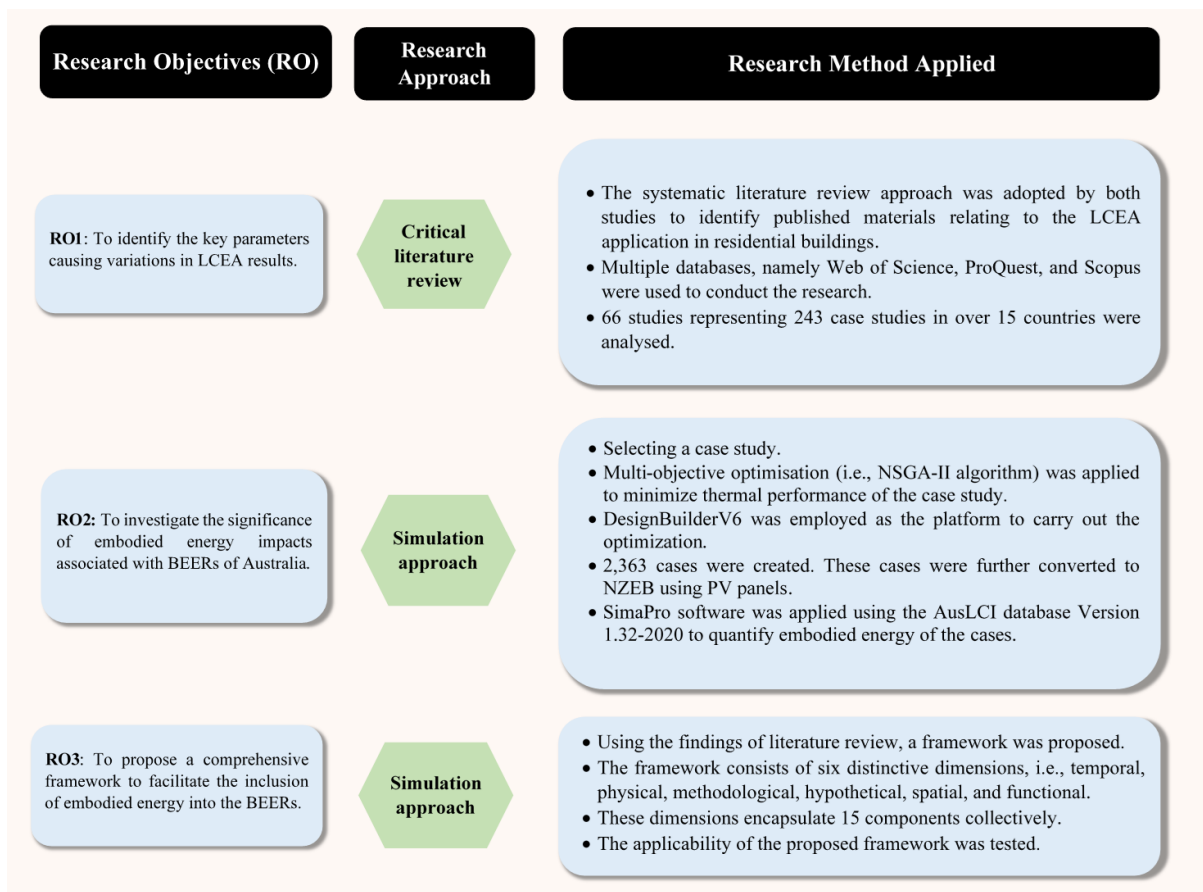 Research Objectives (RO)
Research
Approach
Research Method Applied
RO1: To identify the key parameters
causing variations in LCEA results.
Critical
literature
review
• The systematic literature review approach was adopted by both
studies to identify published materials relating to the LCEA
application in residential buildings.
• Multiple databases, namely Web of Science, ProQuest, and Scopus
were used to conduct the research.
• 66 studies representing 243 case studies in over 15 countries were
analysed.
RO2: To investigate the significance
of embodied energy impacts
associated with BEERs of Australia.
Simulation
approach
• Selecting a case study.
• Multi-objective optimisation (i.e., NSGA-II algorithm) was applied
to minimize thermal performance of the case study.
• DesignBuilderV6 was employed as the platform to carry out the
optimization.
• 2,363 cases were created. These cases were further converted to
NZEB using PV panels.
• SimaPro software was applied using the AusLCI database Version
1.32-2020 to quantify embodied energy of the cases.
RO3: To propose a comprehensive
framework to facilitate the inclusion
of embodied energy into the BEERs.
Simulation
approach
• Using the findings of literature review, a framework was proposed.
• The framework consists of six distinctive dimensions, i.e., temporal,
physical, methodological, hypothetical, spatial, and functional.
• These dimensions encapsulate 15 components collectively.
• The applicability of the proposed framework was tested.